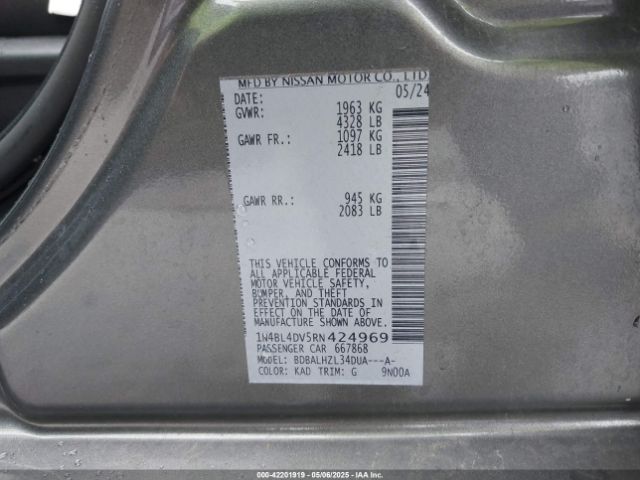 MFD BY NISSAN MOTOR CO., LTD
DATE: 05/24
GVWR: 1963 KG
4328 LB
GAWR FR.: 1097 KG
2418 LB
GAWR RR.: 945 KG
2083 LB
THIS VEHICLE CONFORMS TO
ALL APPLICABLE FEDERAL
MOTOR VEHICLE SAFETY,
BUMPER, AND THEFT
PREVENTION STANDARDS IN
EFFECT ON THE DATE OF
MANUFACTURE SHOWN ABOVE.
1N4BL4DV5RN424969
PASSENGER CAR 667868
MODEL: BDBALHZL34DUA---A-
COLOR: KAD TRIM: G 9N00A
000-42201919 - 05/06/2025 - IAAI.COM